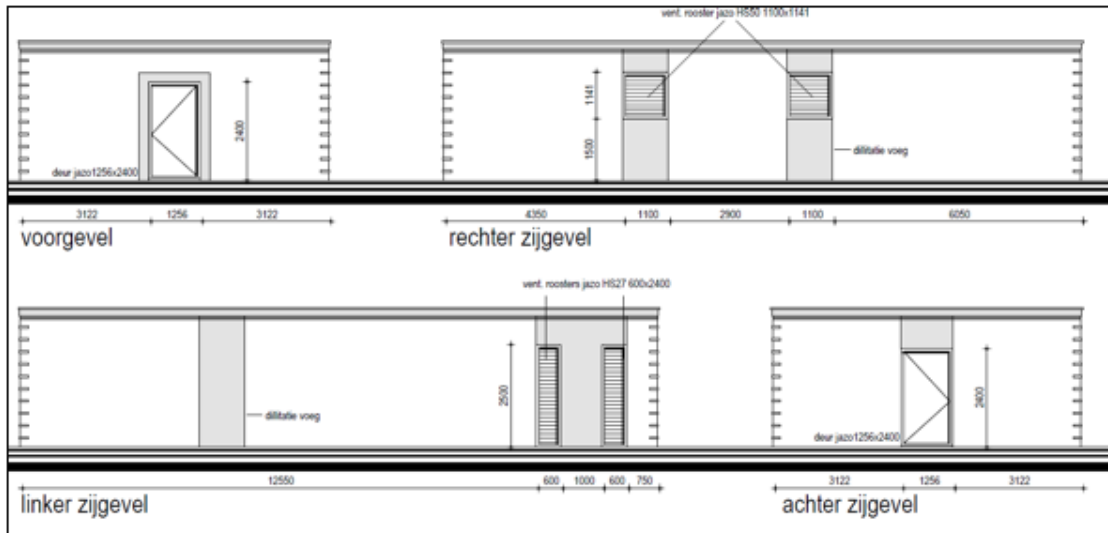 vent. rooster jazo HS50 1100x1141
2400
deur jazo1256x2400
3122 1256 3122
voorgevel
1141
1500
dillitatie voeg
4350 1100 2900 1100 6050
rechter zijgevel
vent. roosters jazo HS27 600x2400
dillitatie voeg
2500
12550 600 1000 600 750
linker zijgevel
2400
deur jazo1256x2400
3122 1256 3122
achter zijgevel